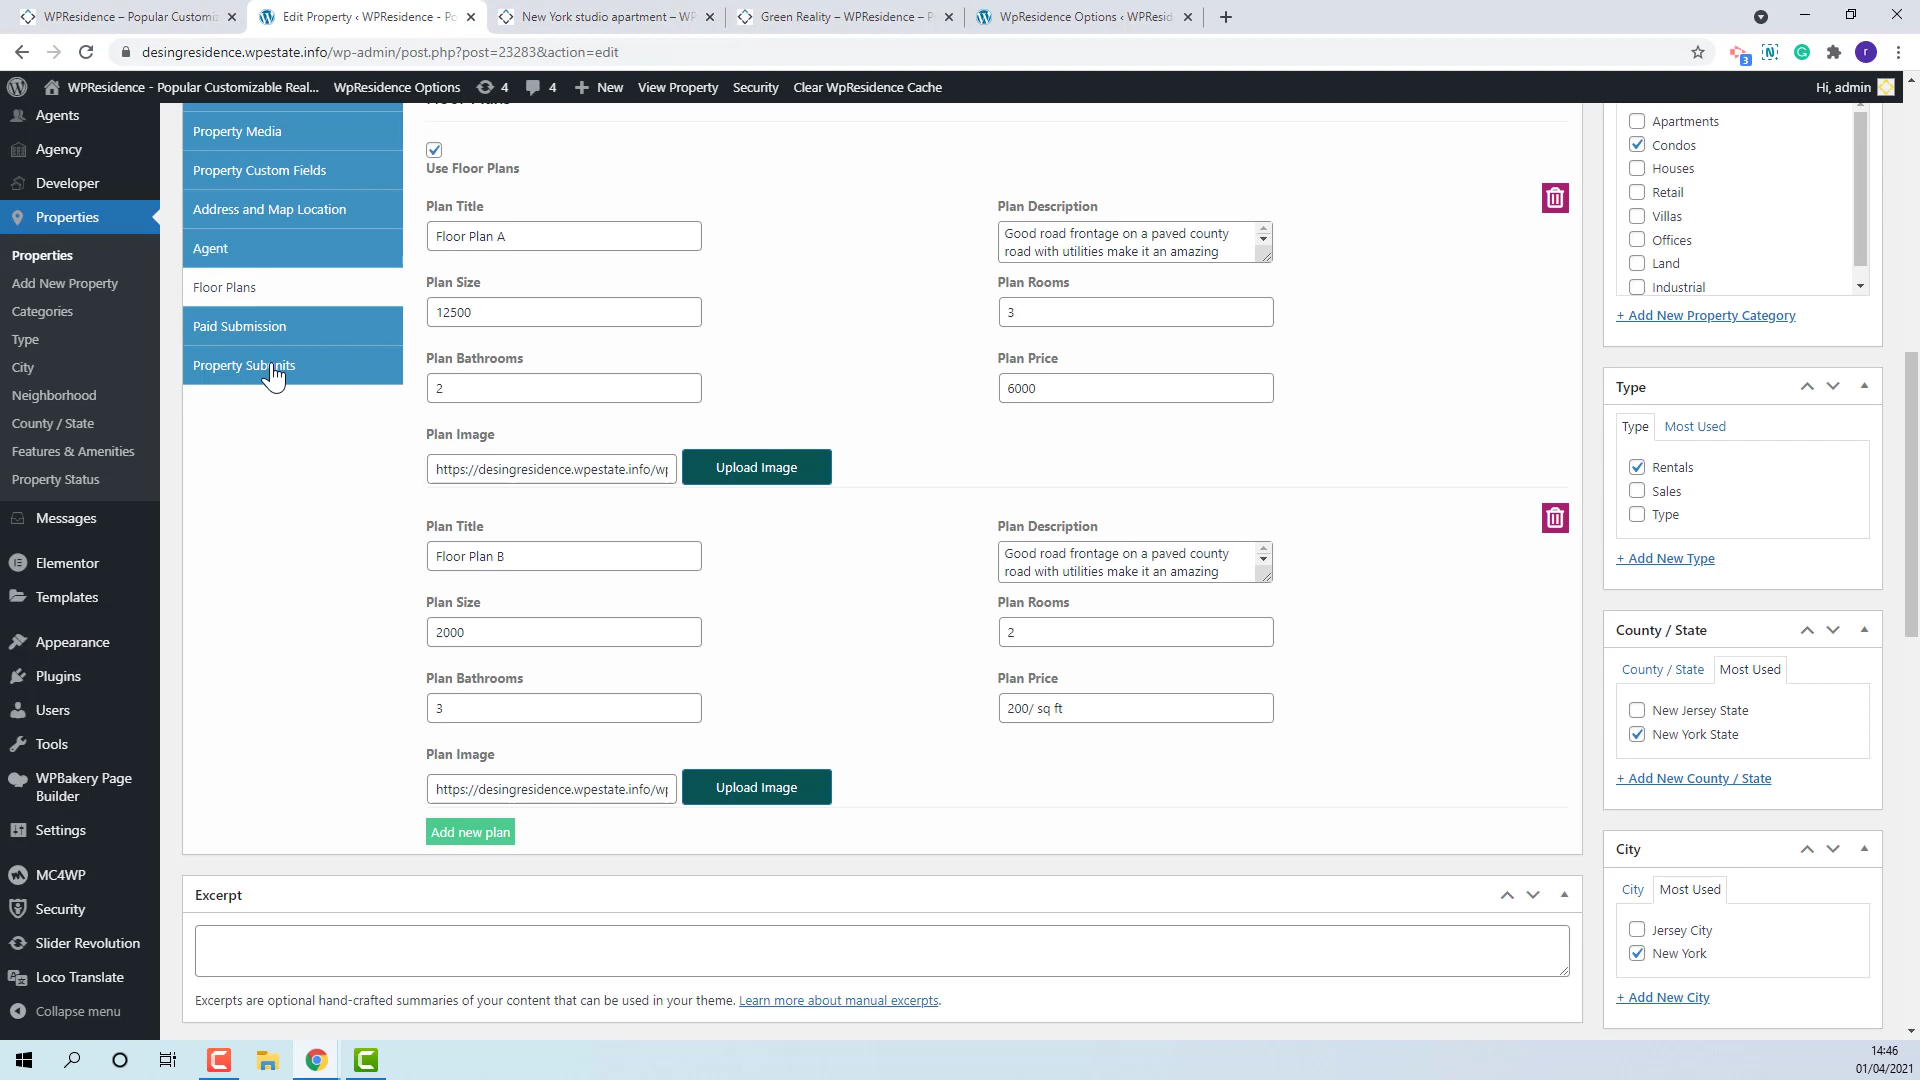 WPResidence – Popular Customiz
Edit Property ‹ WPResidence - Po
New York studio apartment – WP
Green Reality – WPResidence – P
WpResidence Options ‹ WPResid
desingresidence.wpestate.info/wp-admin/post.php?post=23283&action=edit
3
r
WPResidence - Popular Customizable Real...
WpResidence Options
4
4
New
View Property
Security
Clear WpResidence Cache
Hi, admin
Agents
Agency
Developer
Properties
Properties
Add New Property
Categories
Type
City
Neighborhood
County / State
Features & Amenities
Property Status
Messages
Elementor
Templates
Appearance
Plugins
Users
Tools
WPBakery Page
Builder
Settings
MC4WP
Security
Slider Revolution
Loco Translate
Collapse menu
Property Media
Property Custom Fields
Address and Map Location
Agent
Floor Plans
Paid Submission
Property Submits
Floor Plans
Use Floor Plans
Plan Title
Floor Plan A
Plan Description
Good road frontage on a paved county
road with utilities make it an amazing
Plan Size
12500
Plan Rooms
3
Plan Bathrooms
2
Plan Price
6000
Plan Image
https://desingresidence.wpestate.info/wp
Upload Image
Plan Title
Floor Plan B
Plan Description
Good road frontage on a paved county
road with utilities make it an amazing
Plan Size
2000
Plan Rooms
2
Plan Bathrooms
3
Plan Price
200/ sq ft
Plan Image
https://desingresidence.wpestate.info/wp
Upload Image
Add new plan
Excerpt
Excerpts are optional hand-crafted summaries of your content that can be used in your theme. Learn more about manual excerpts.
Apartments
Condos
Houses
Retail
Villas
Offices
Land
Industrial
+ Add New Property Category
Type
Type
Most Used
Rentals
Sales
Type
+ Add New Type
County / State
County / State
Most Used
New Jersey State
New York State
+ Add New County / State
City
City
Most Used
Jersey City
New York
+ Add New City
14:46
01/04/2021